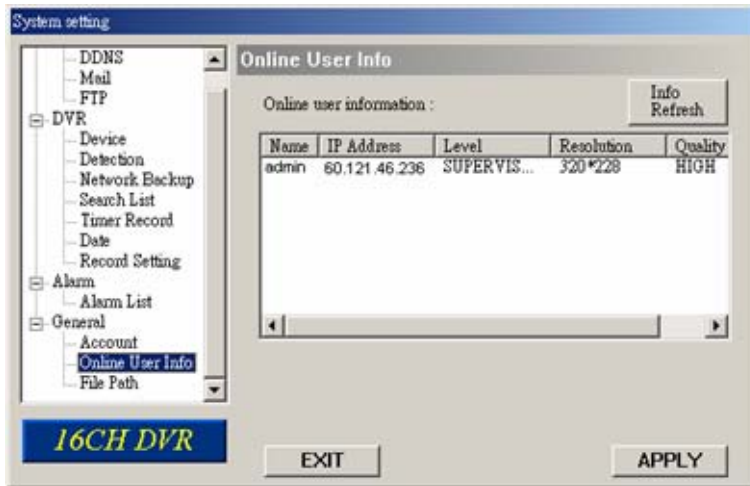 System setting
DDNS
Mail
FTP
DVR
Device
Detection
Network Backup
Search List
Timer Record
Date
Record Setting
Alarm
Alarm List
General
Account
Online User Info
File Path
16CH DVR
Online User Info
Online user information :
Info
Refresh
Name IP Address Level Resolution Quality
admin 60.121.46.236 SUPERVIS... 320*228 HIGH
EXIT APPLY